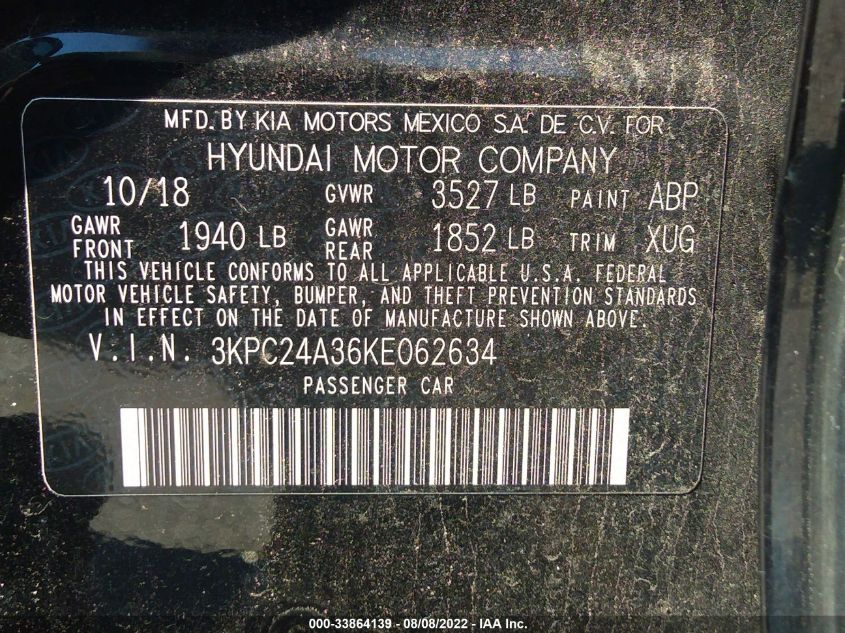 MFD. BY KIA MOTORS MEXICO S.A. DE C.V. FOR
HYUNDAI MOTOR COMPANY
10/18 GVWR 3527 LB PAINT ABP
GAWR FRONT 1940 LB GAWR REAR 1852 LB TRIM XUG
THIS VEHICLE CONFORMS TO ALL APPLICABLE U.S.A. FEDERAL
MOTOR VEHICLE SAFETY, BUMPER, AND THEFT PREVENTION STANDARDS
IN EFFECT ON THE DATE OF MANUFACTURE SHOWN ABOVE.
V.I.N. 3KPC24A36KE062634
PASSENGER CAR
000-33864139 - 08/08/2022 - IAA Inc.